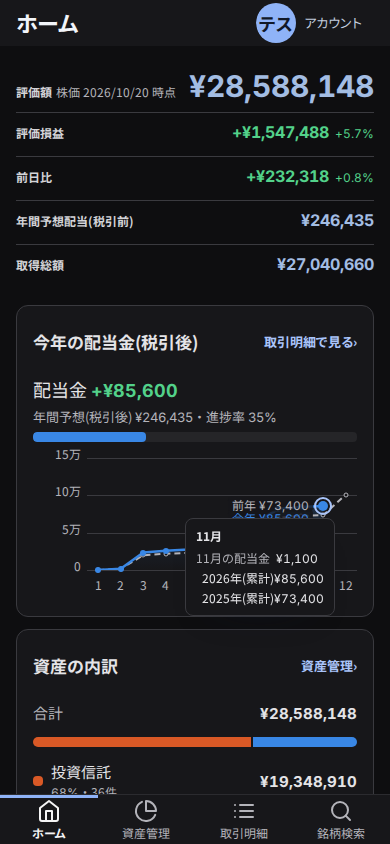 ホーム
テス アカウント
評価額 株価 2026/10/20 時点 ¥28,588,148
評価損益 +¥1,547,488 +5.7%
前日比 +¥232,318 +0.8%
年間予想配当(税引前) ¥246,435
取得総額 ¥27,040,660
今年の配当金(税引後) 取引明細で見る›
配当金 +¥85,600
年間予想(税引後) ¥246,435・進捗率 35%
15万
10万
前年 ¥73,400
今年 ¥85,600
5万
0
1 2 3 4 12
11月
11月の配当金 ¥1,100
2026年(累計)¥85,600
2025年(累計)¥73,400
資産の内訳 資産管理›
合計 ¥28,588,148
投資信託 ¥19,348,910
68%・36件
ホーム 資産管理 取引明細 銘柄検索